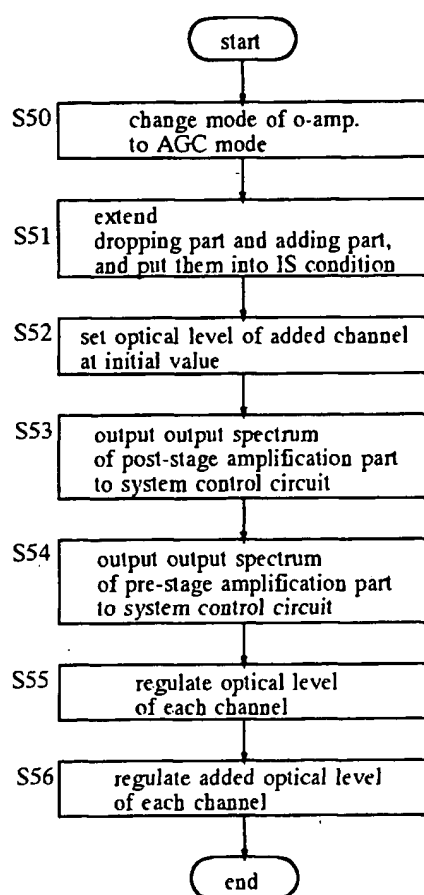 start
S50
change mode of o-amp.
to AGC mode
S51
extend
dropping part and adding part,
and put them into IS condition
S52
set optical level of added channel
at initial value
S53
output output spectrum
of post-stage amplification part
to system control circuit
S54
output output spectrum
of pre-stage amplification part
to system control circuit
S55
regulate optical level
of each channel
S56
regulate added optical level
of each channel
end